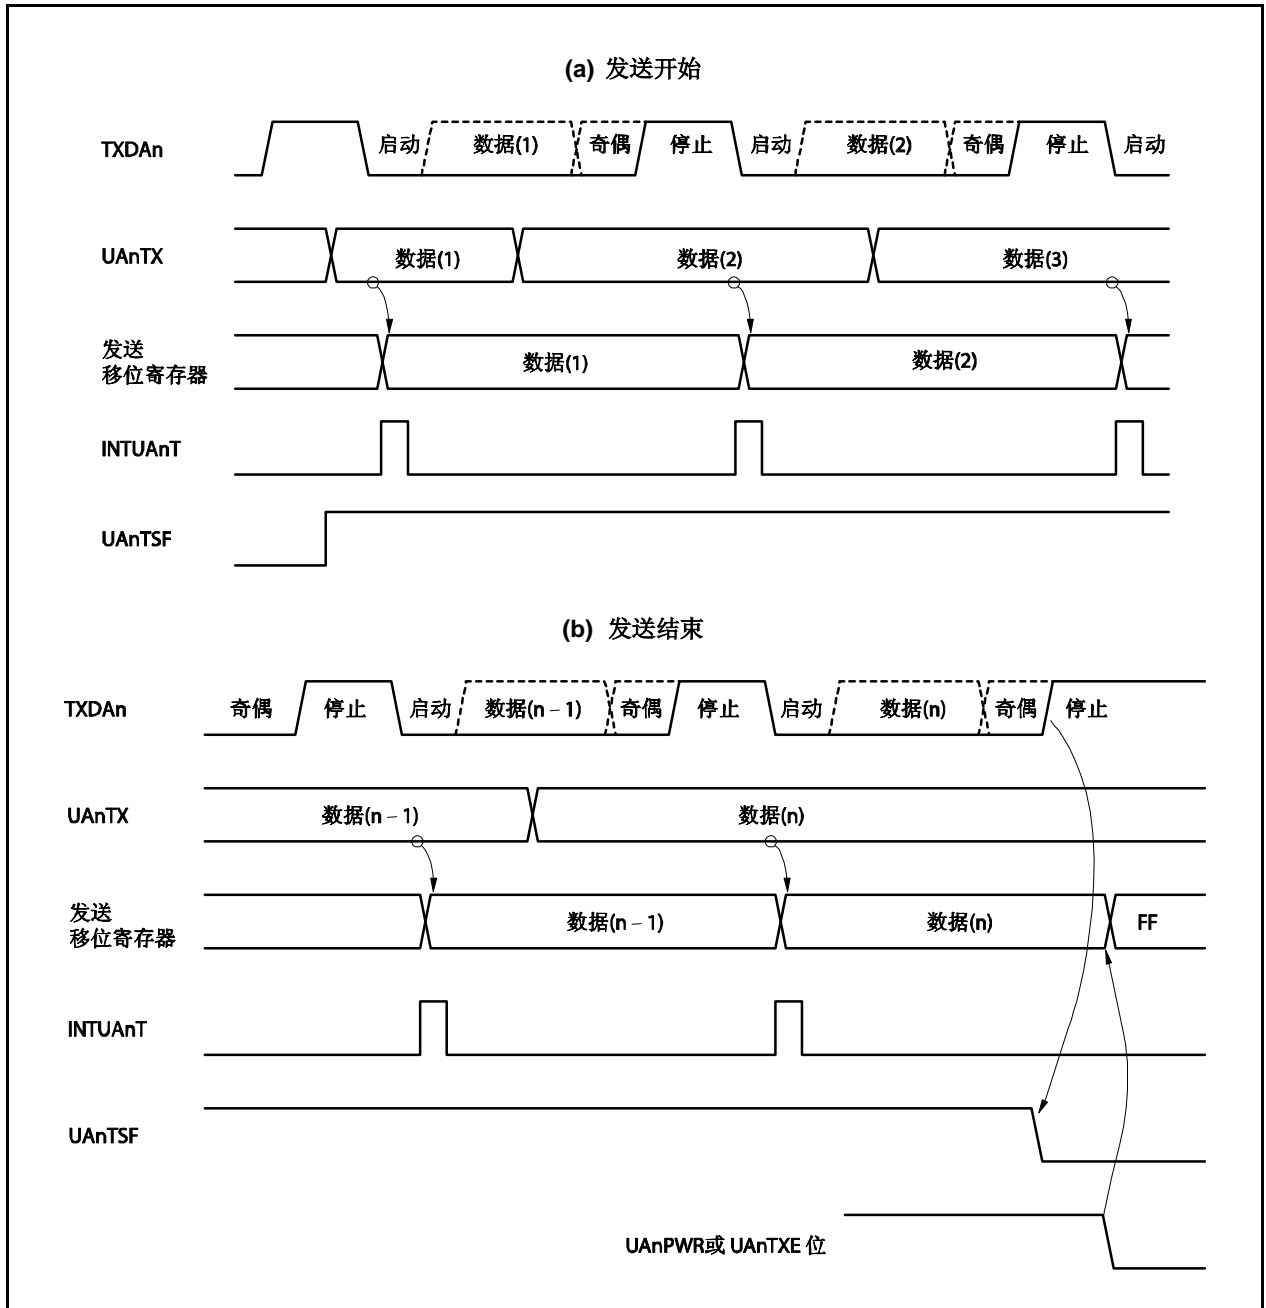 (a) 发送开始
TXDAn 启动 数据(1) 奇偶 停止 启动 数据(2) 奇偶 停止 启动
UAnTX 数据(1) 数据(2) 数据(3)
发送
移位寄存器 数据(1) 数据(2)
INTUAnT
UAnTSF
(b) 发送结束
TXDAn 奇偶 停止 启动 数据(n – 1) 奇偶 停止 启动 数据(n) 奇偶 停止
UAnTX 数据(n – 1) 数据(n)
发送
移位寄存器 数据(n – 1) 数据(n) FF
INTUAnT
UAnTSF
UAnPWR或 UAnTXE 位